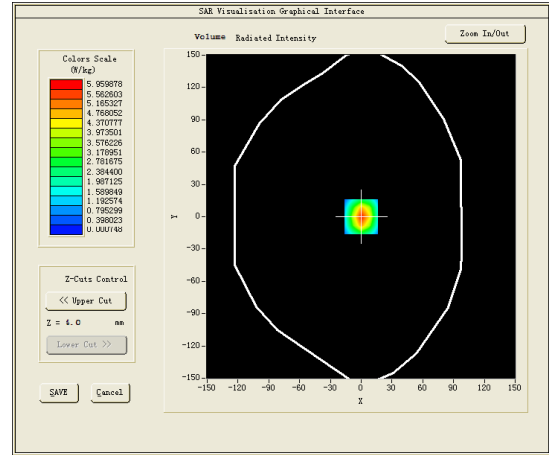 SAR Visualisation Graphical Interface
Volume Radiated Intensity
Zoom In/Out
Colors Scale
(W/kg)
5.959878
5.562603
5.165327
4.768052
4.370777
3.973501
3.576226
3.178951
2.781675
2.384400
1.987125
1.589849
1.192574
0.795299
0.398023
0.000748
150
120
90
60
30
0
-30
-60
-90
-120
-150
Y
-150 -120 -90 -60 -30 0 30 60 90 120 150
X
Z-Cuts Control
<< Upper Cut
Z = 4.0 mm
Lower Cut >>
SAVE Cancel